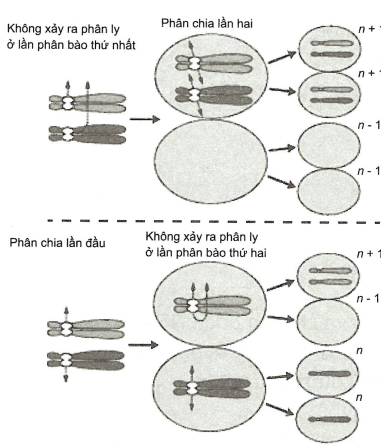 Không xảy ra phân ly
ở lần phân bào thứ nhất
Phân chia lần hai
n + 1
n + 1
n - 1
n - 1
Phân chia lần đầu
Không xảy ra phân ly
ở lần phân bào thứ hai
n + 1
n - 1
n
n